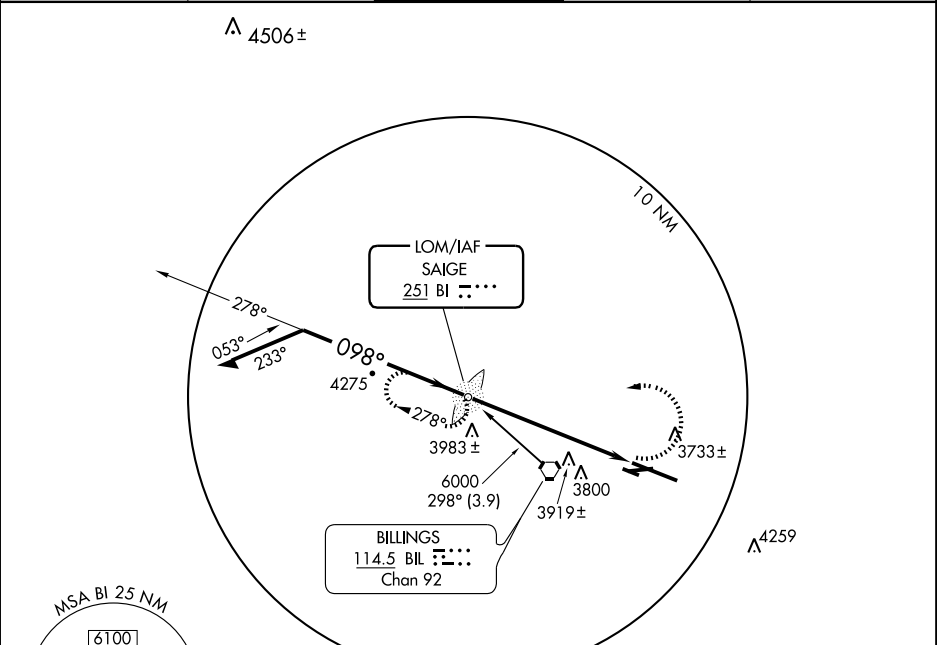 4506±
10 NM
LOM/IAF
SAIGE
251 BI
278°
053°
233°
098°
4275
278°
3983±
3733±
6000
298° (3.9)
3800
3919±
BILLINGS
114.5 BIL
Chan 92
4259
MSA BI 25 NM
6100